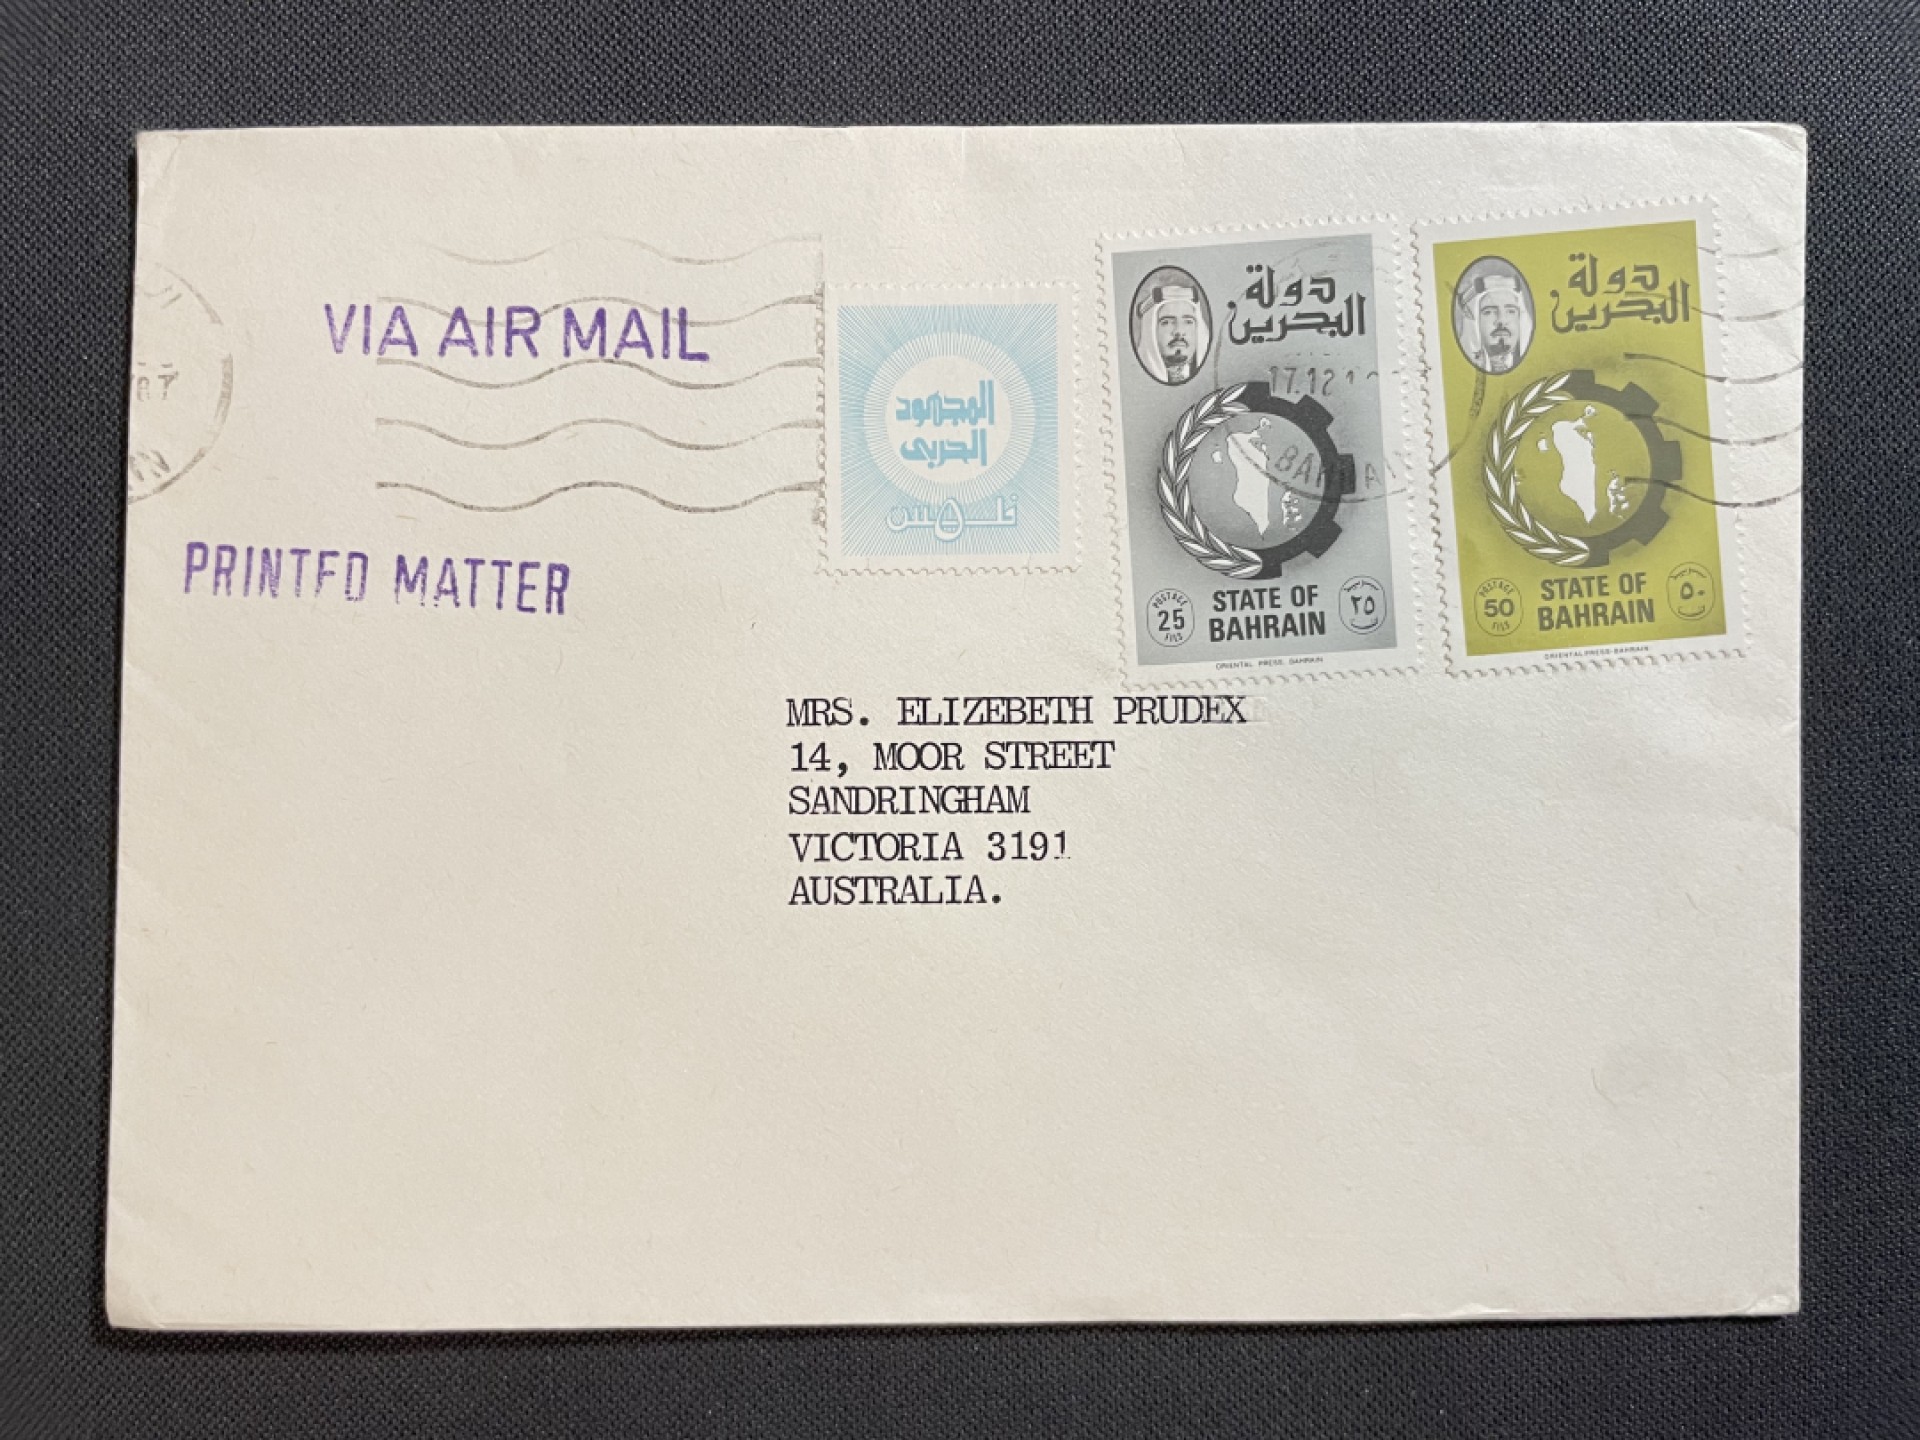 VIA AIR MAIL
PRINTED MATTER
المجهود
الحربي
٥ فلس
دولة
البحرين
17.12
BAHRAIN
POSTAGE
25
FILS
STATE OF
BAHRAIN
٢٥
ORIENTAL PRESS. BAHRAIN
دولة
البحرين
POSTAGE
50
FILS
STATE OF
BAHRAIN
٥٠
ORIENTAL PRESS-BAHRAIN
MRS. ELIZEBETH PRUDEX
14, MOOR STREET
SANDRINGHAM
VICTORIA 3191
AUSTRALIA.